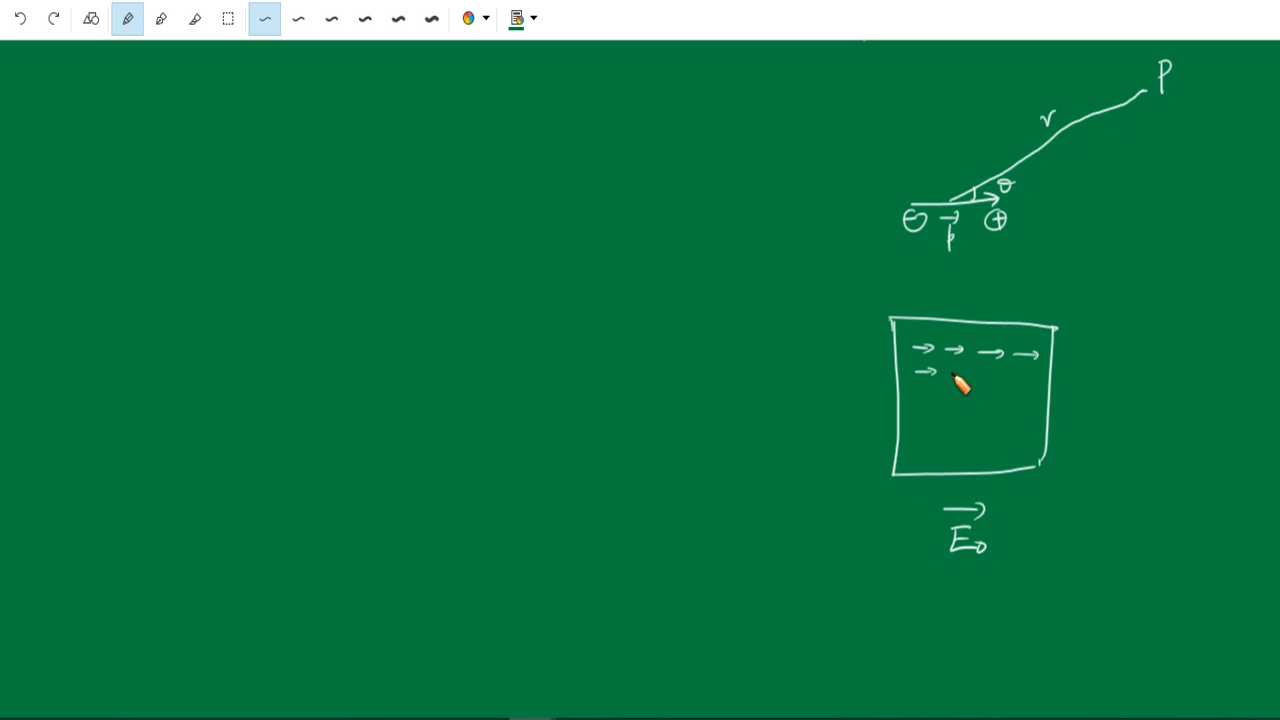 P
r
θ
⊖ → ⊕
p
→ → → →
→
→
E₀